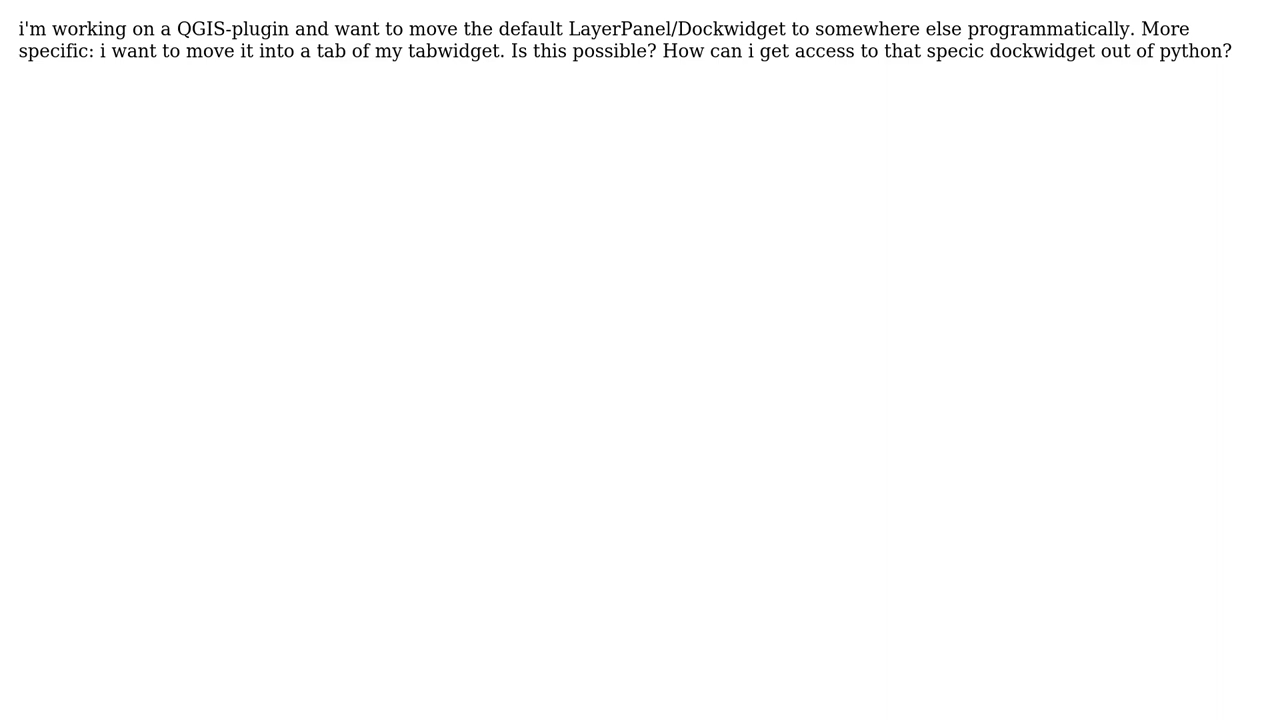 i'm working on a QGIS-plugin and want to move the default LayerPanel/Dockwidget to somewhere else programmatically. More
specific: i want to move it into a tab of my tabwidget. Is this possible? How can i get access to that specic dockwidget out of python?